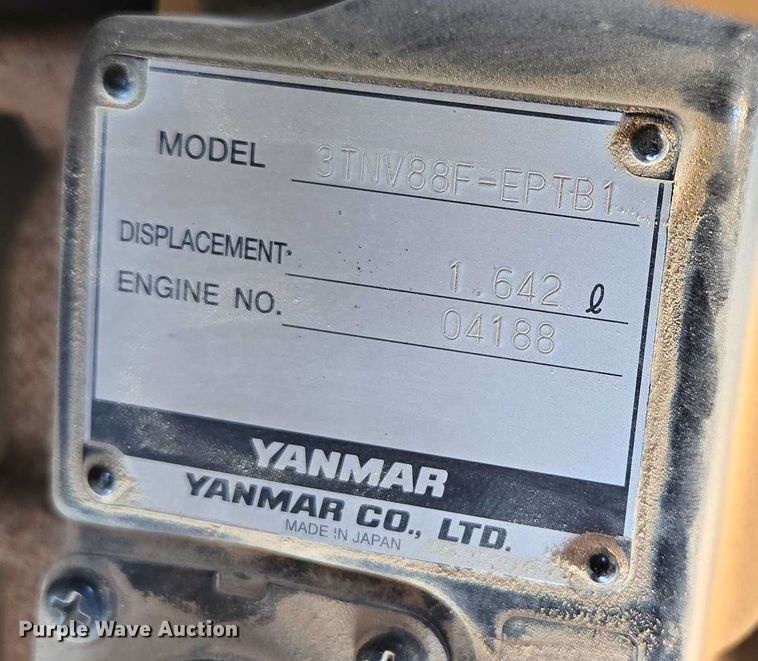 MODEL 3TNV88F-EPTB1
DISPLACEMENT 1.642 ℓ
ENGINE NO. 04188
YANMAR
YANMAR CO., LTD.
MADE IN JAPAN
Purple Wave Auction